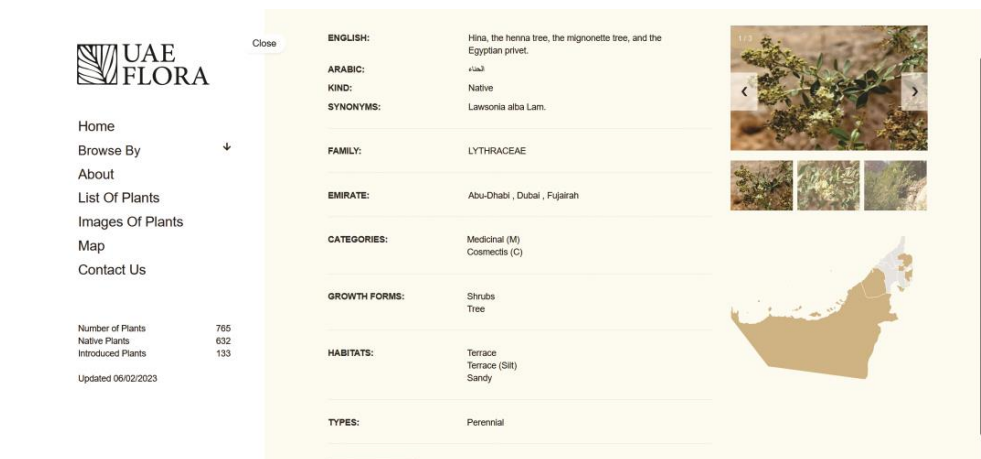 UAE
FLORA
Close
Home
Browse By
About
List Of Plants
Images Of Plants
Map
Contact Us
Number of Plants 765
Native Plants 632
Introduced Plants 133
Updated 06/02/2023
ENGLISH: Hina, the henna tree, the mignonette tree, and the
Egyptian privet.
ARABIC: الحناء
KIND: Native
SYNONYMS: Lawsonia alba Lam.
FAMILY: LYTHRACEAE
EMIRATE: Abu-Dhabi , Dubai , Fujairah
CATEGORIES: Medicinal (M)
Cosmectis (C)
GROWTH FORMS: Shrubs
Tree
HABITATS: Terrace
Terrace (Silt)
Sandy
TYPES: Perennial
1 / 3